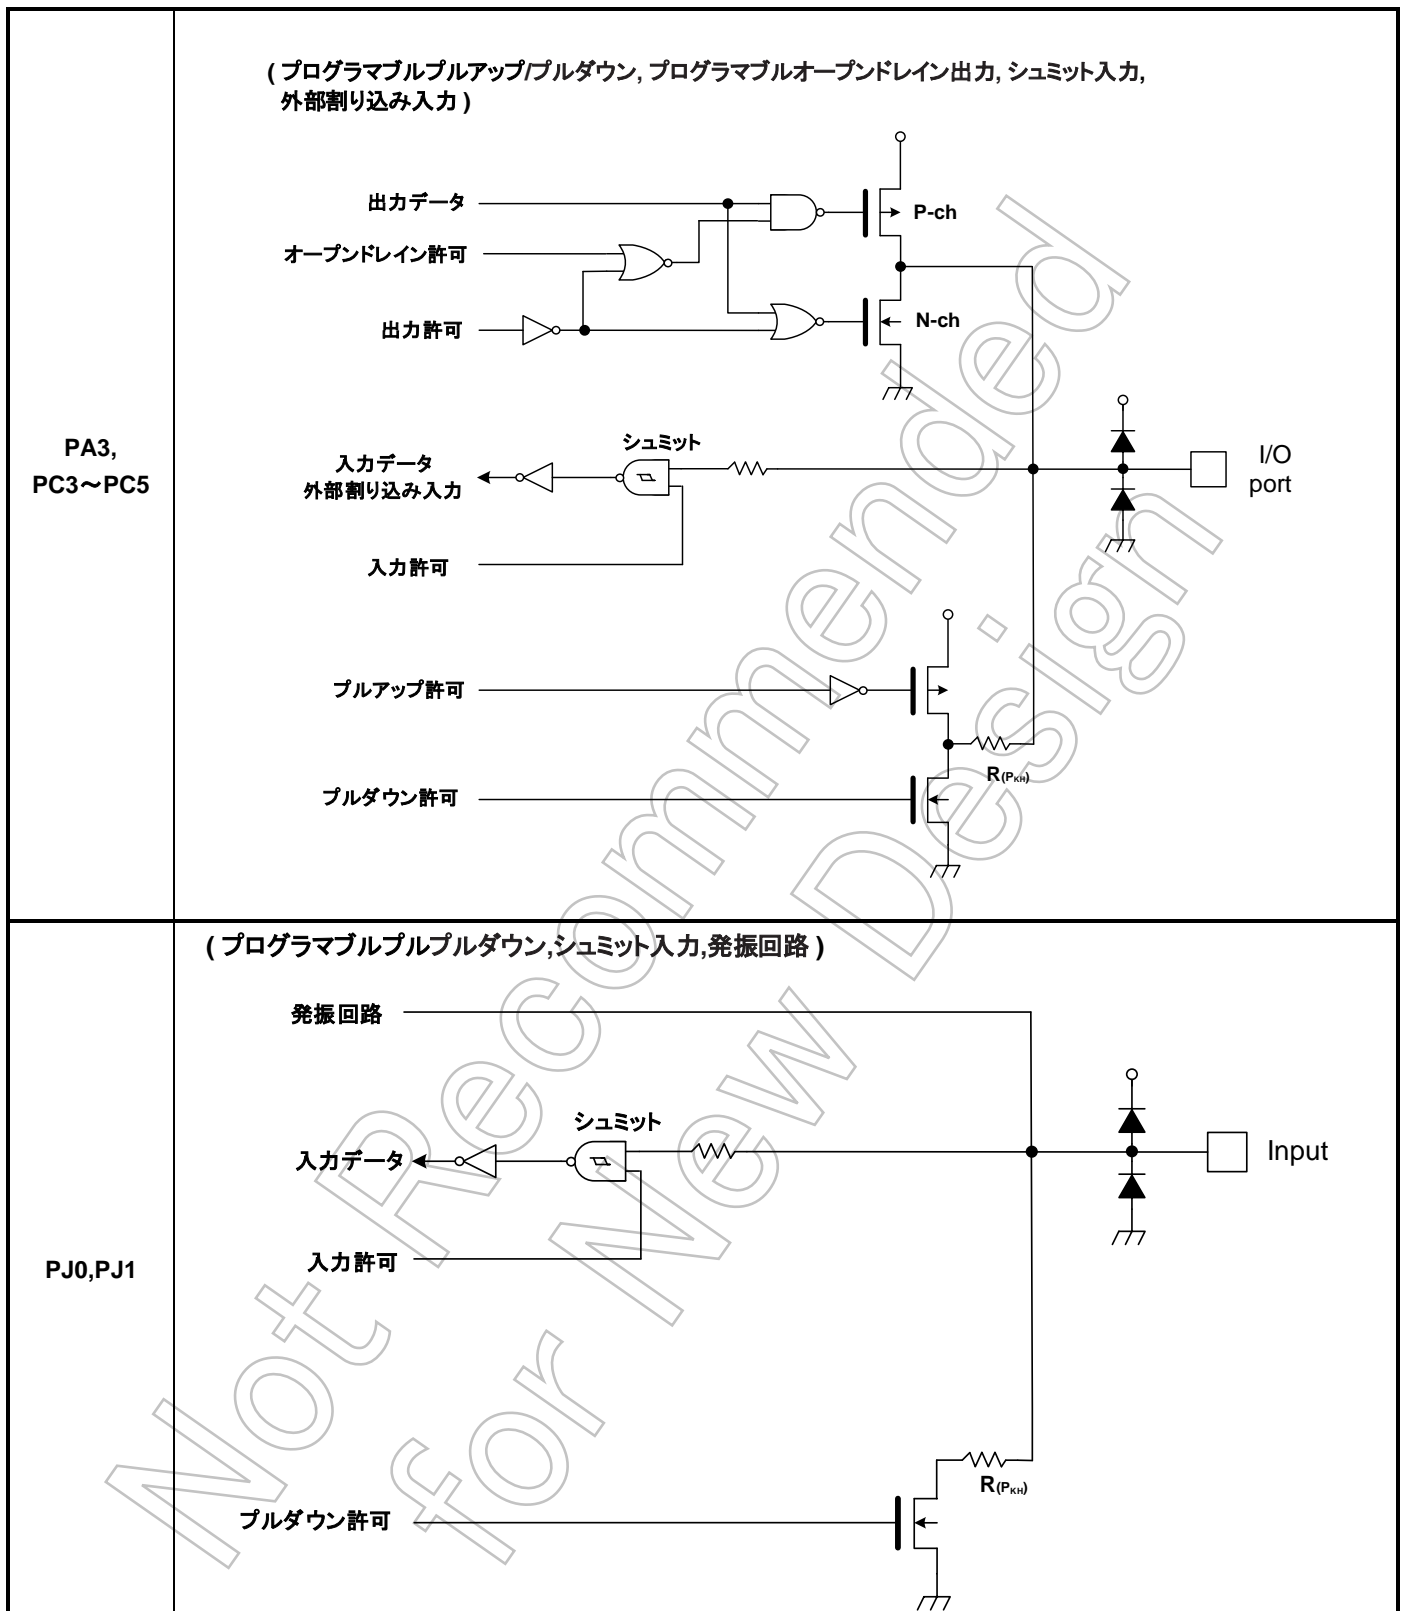 ( プログラマブルプルアップ/プルダウン, プログラマブルオープンドレイン出力, シュミット入力,
外部割り込み入力 )
出力データ
P-ch
オープンドレイン許可
N-ch
出力許可
PA3,
PC3～PC5
シュミット
入力データ
外部割り込み入力
I/O
port
入力許可
プルアップ許可
R(PKH)
プルダウン許可
( プログラマブルプルプルダウン,シュミット入力,発振回路 )
発振回路
シュミット
入力データ
Input
入力許可
PJ0,PJ1
R(PKH)
プルダウン許可
Not Recommended
for New Design